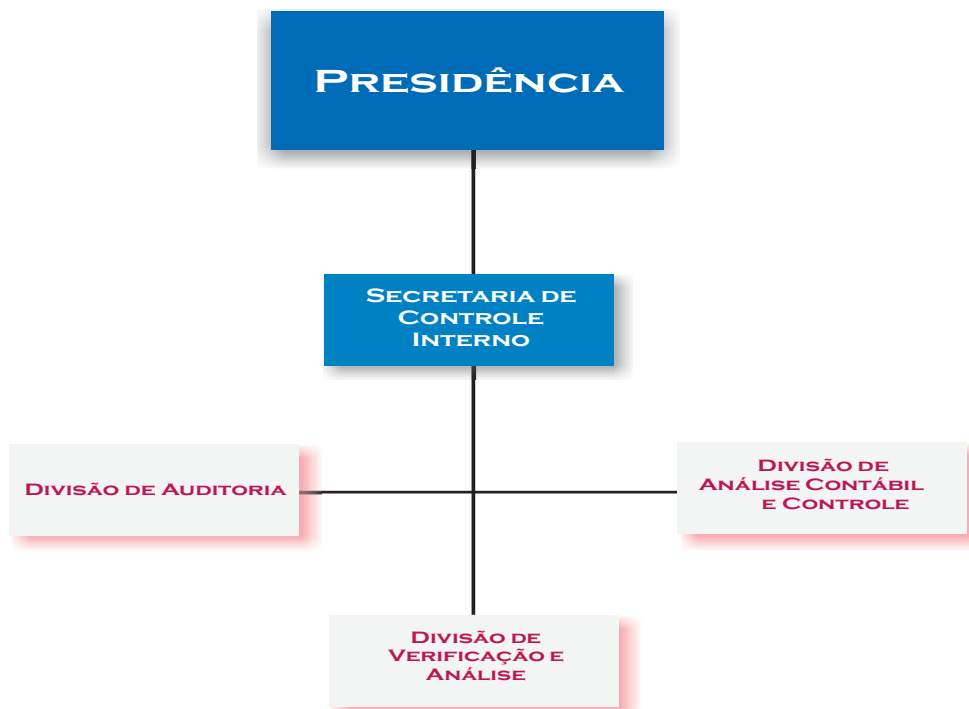 PRESIDÊNCIA
SECRETARIA DE
CONTROLE
INTERNO
DIVISÃO DE AUDITORIA
DIVISÃO DE
ANÁLISE CONTÁBIL
E CONTROLE
DIVISÃO DE
VERIFICAÇÃO E
ANÁLISE